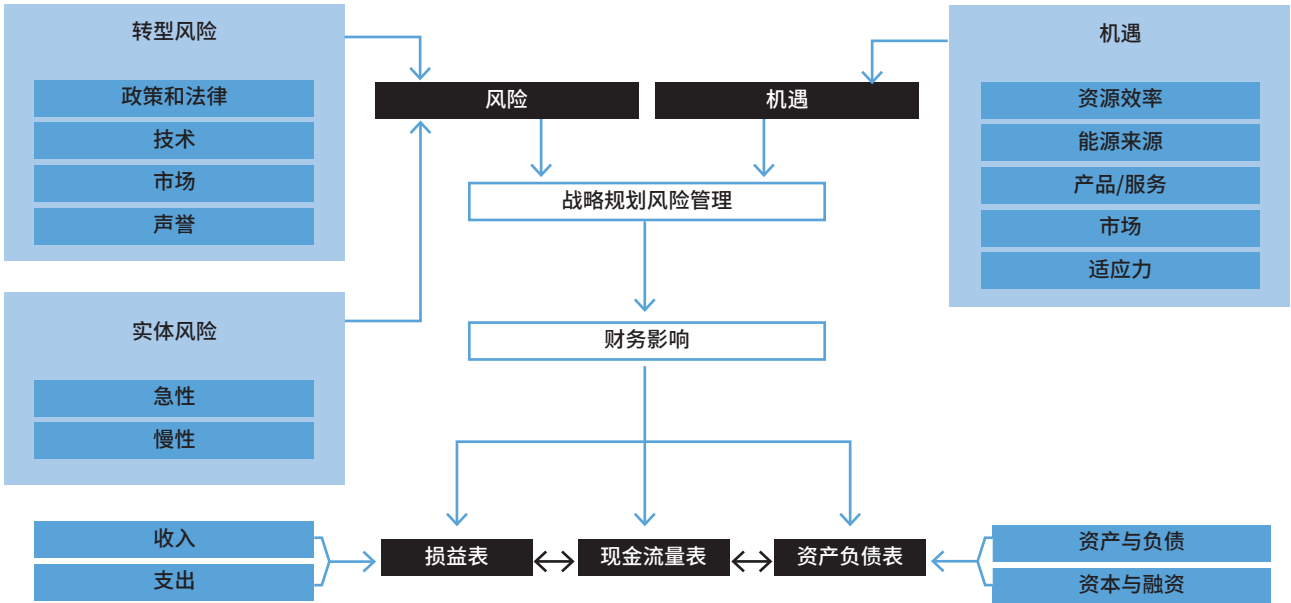 转型风险
政策和法律
技术
市场
声誉
实体风险
急性
慢性
风险
机遇
战略规划风险管理
财务影响
机遇
资源效率
能源来源
产品/服务
市场
适应力
收入
支出
损益表
现金流量表
资产负债表
资产与负债
资本与融资